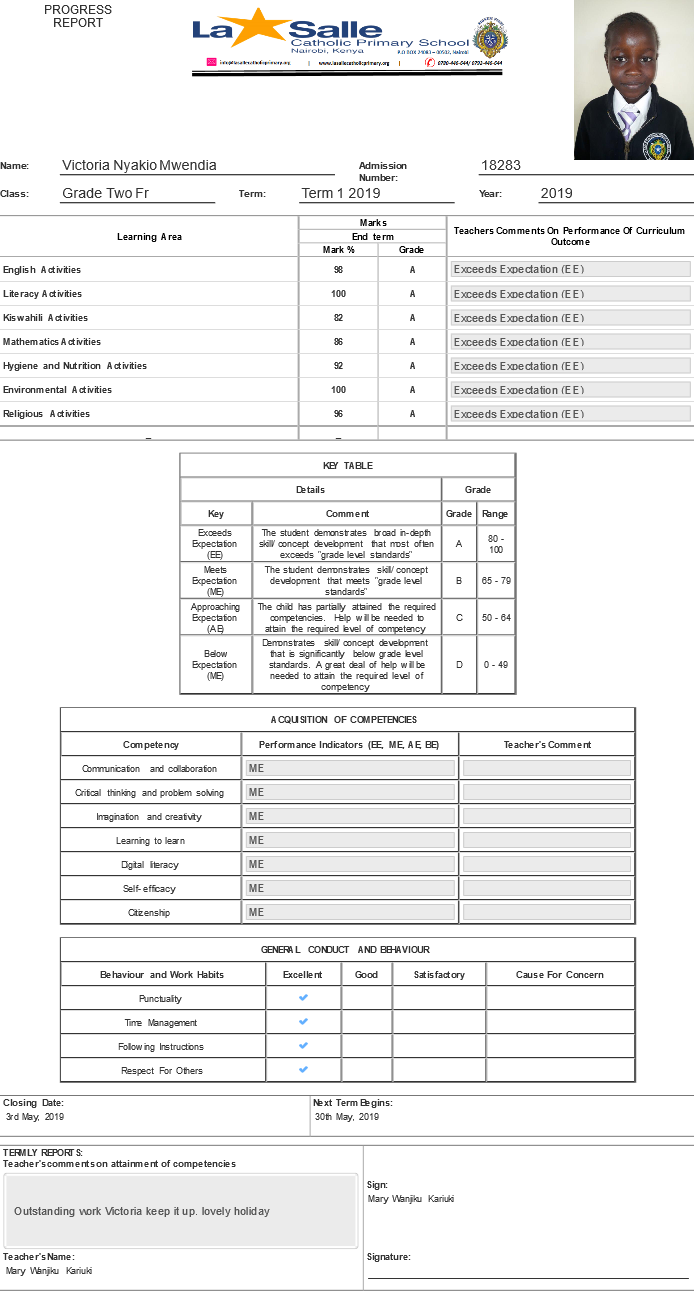 PROGRESS
REPORT
La Salle
Catholic Primary School
Nairobi, Kenya
P.O BOX 24083 – 00502, Nairobi
info@lasallecatholicprimary.org | www.lasallecatholicprimary.org |
Name: Victoria Nyakio Mwendia Admission Number: 18283
Class: Grade Two Fr Term: Term 1 2019 Year: 2019
Learning Area Marks Teachers Comments On Performance Of Curriculum Outcome
End term
Mark % Grade
English Activities 98 A Exceeds Expectation (EE)
Literacy Activities 100 A Exceeds Expectation (EE)
Kiswahili Activities 82 A Exceeds Expectation (EE)
Mathematics Activities 86 A Exceeds Expectation (EE)
Hygiene and Nutrition Activities 92 A Exceeds Expectation (EE)
Environmental Activities 100 A Exceeds Expectation (EE)
Religious Activities 96 A Exceeds Expectation (EE)
KEY TABLE
Details Grade
Key Comment Grade Range
Exceeds Expectation (EE) The student demonstrates broad in-depth skill/ concept development that most often exceeds "grade level standards" A 80 - 100
Meets Expectation (ME) The student demonstrates skill/ concept development that meets "grade level standards" B 65 - 79
Approaching Expectation (AE) The child has partially attained the required competencies. Help will be needed to attain the required level of competency C 50 - 64
Below Expectation (ME) Demonstrates skill/ concept development that is significantly below grade level standards. A great deal of help will be needed to attain the required level of competency D 0 - 49
ACQUISITION OF COMPETENCIES
Competency Performance Indicators (EE, ME, AE, BE) Teacher's Comment
Communication and collaboration ME
Critical thinking and problem solving ME
Imagination and creativity ME
Learning to learn ME
Digital literacy ME
Self- efficacy ME
Citizenship ME
GENERAL CONDUCT AND BEHAVIOUR
Behaviour and Work Habits Excellent Good Satisfactory Cause For Concern
Punctuality
Time Management
Following Instructions
Respect For Others
Closing Date: Next Term Begins:
3rd May, 2019 30th May, 2019
TERMLY REPORTS:
Teacher's comments on attainment of competencies
Outstanding work Victoria keep it up. lovely holiday
Sign:
Mary Wanjiku Kariuki
Teacher's Name: Signature:
Mary Wanjiku Kariuki